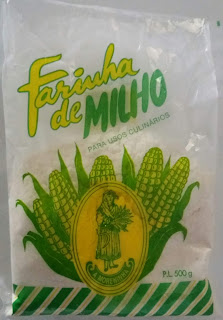 Farinha
de MILHO
PARA USOS CULINÁRIOS
P.L. 500 g